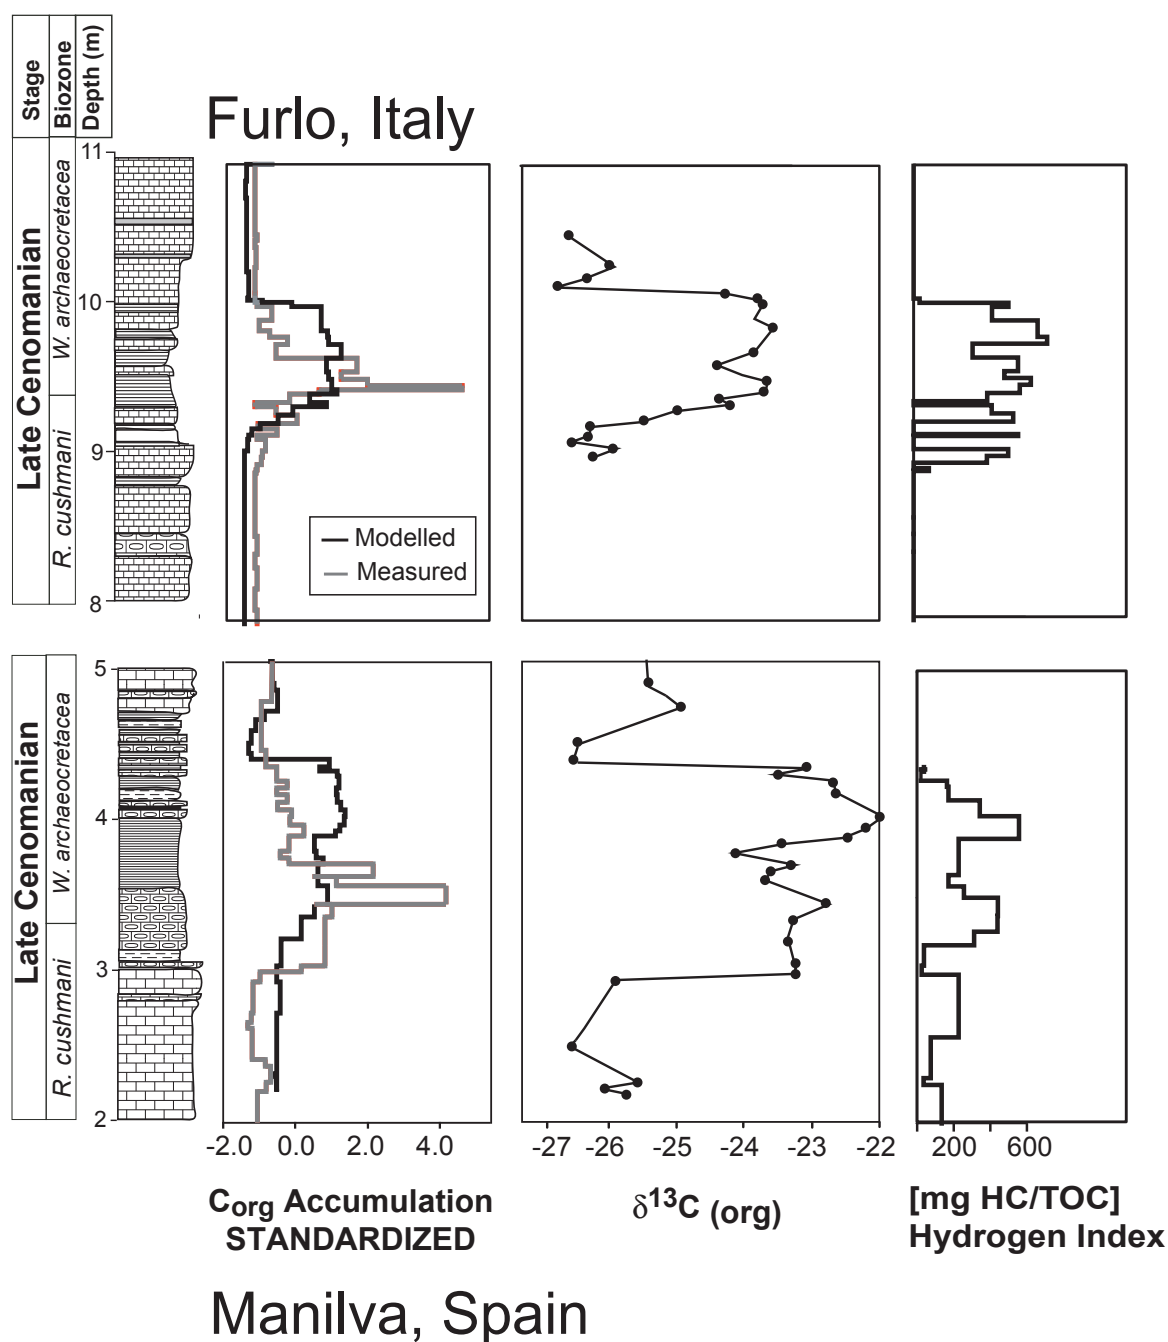 Stage
Biozone
Depth (m)
Furlo, Italy
Late Cenomanian
W. archaeocretacea
R. cushmani
11
10
9
8
Modelled
Measured
Late Cenomanian
W. archaeocretacea
R. cushmani
5
4
3
2
-2.0 0.0 2.0 4.0
-27 -26 -25 -24 -23 -22
200 600
Corg Accumulation
STANDARDIZED
δ13C (org)
[mg HC/TOC]
Hydrogen Index
Manilva, Spain